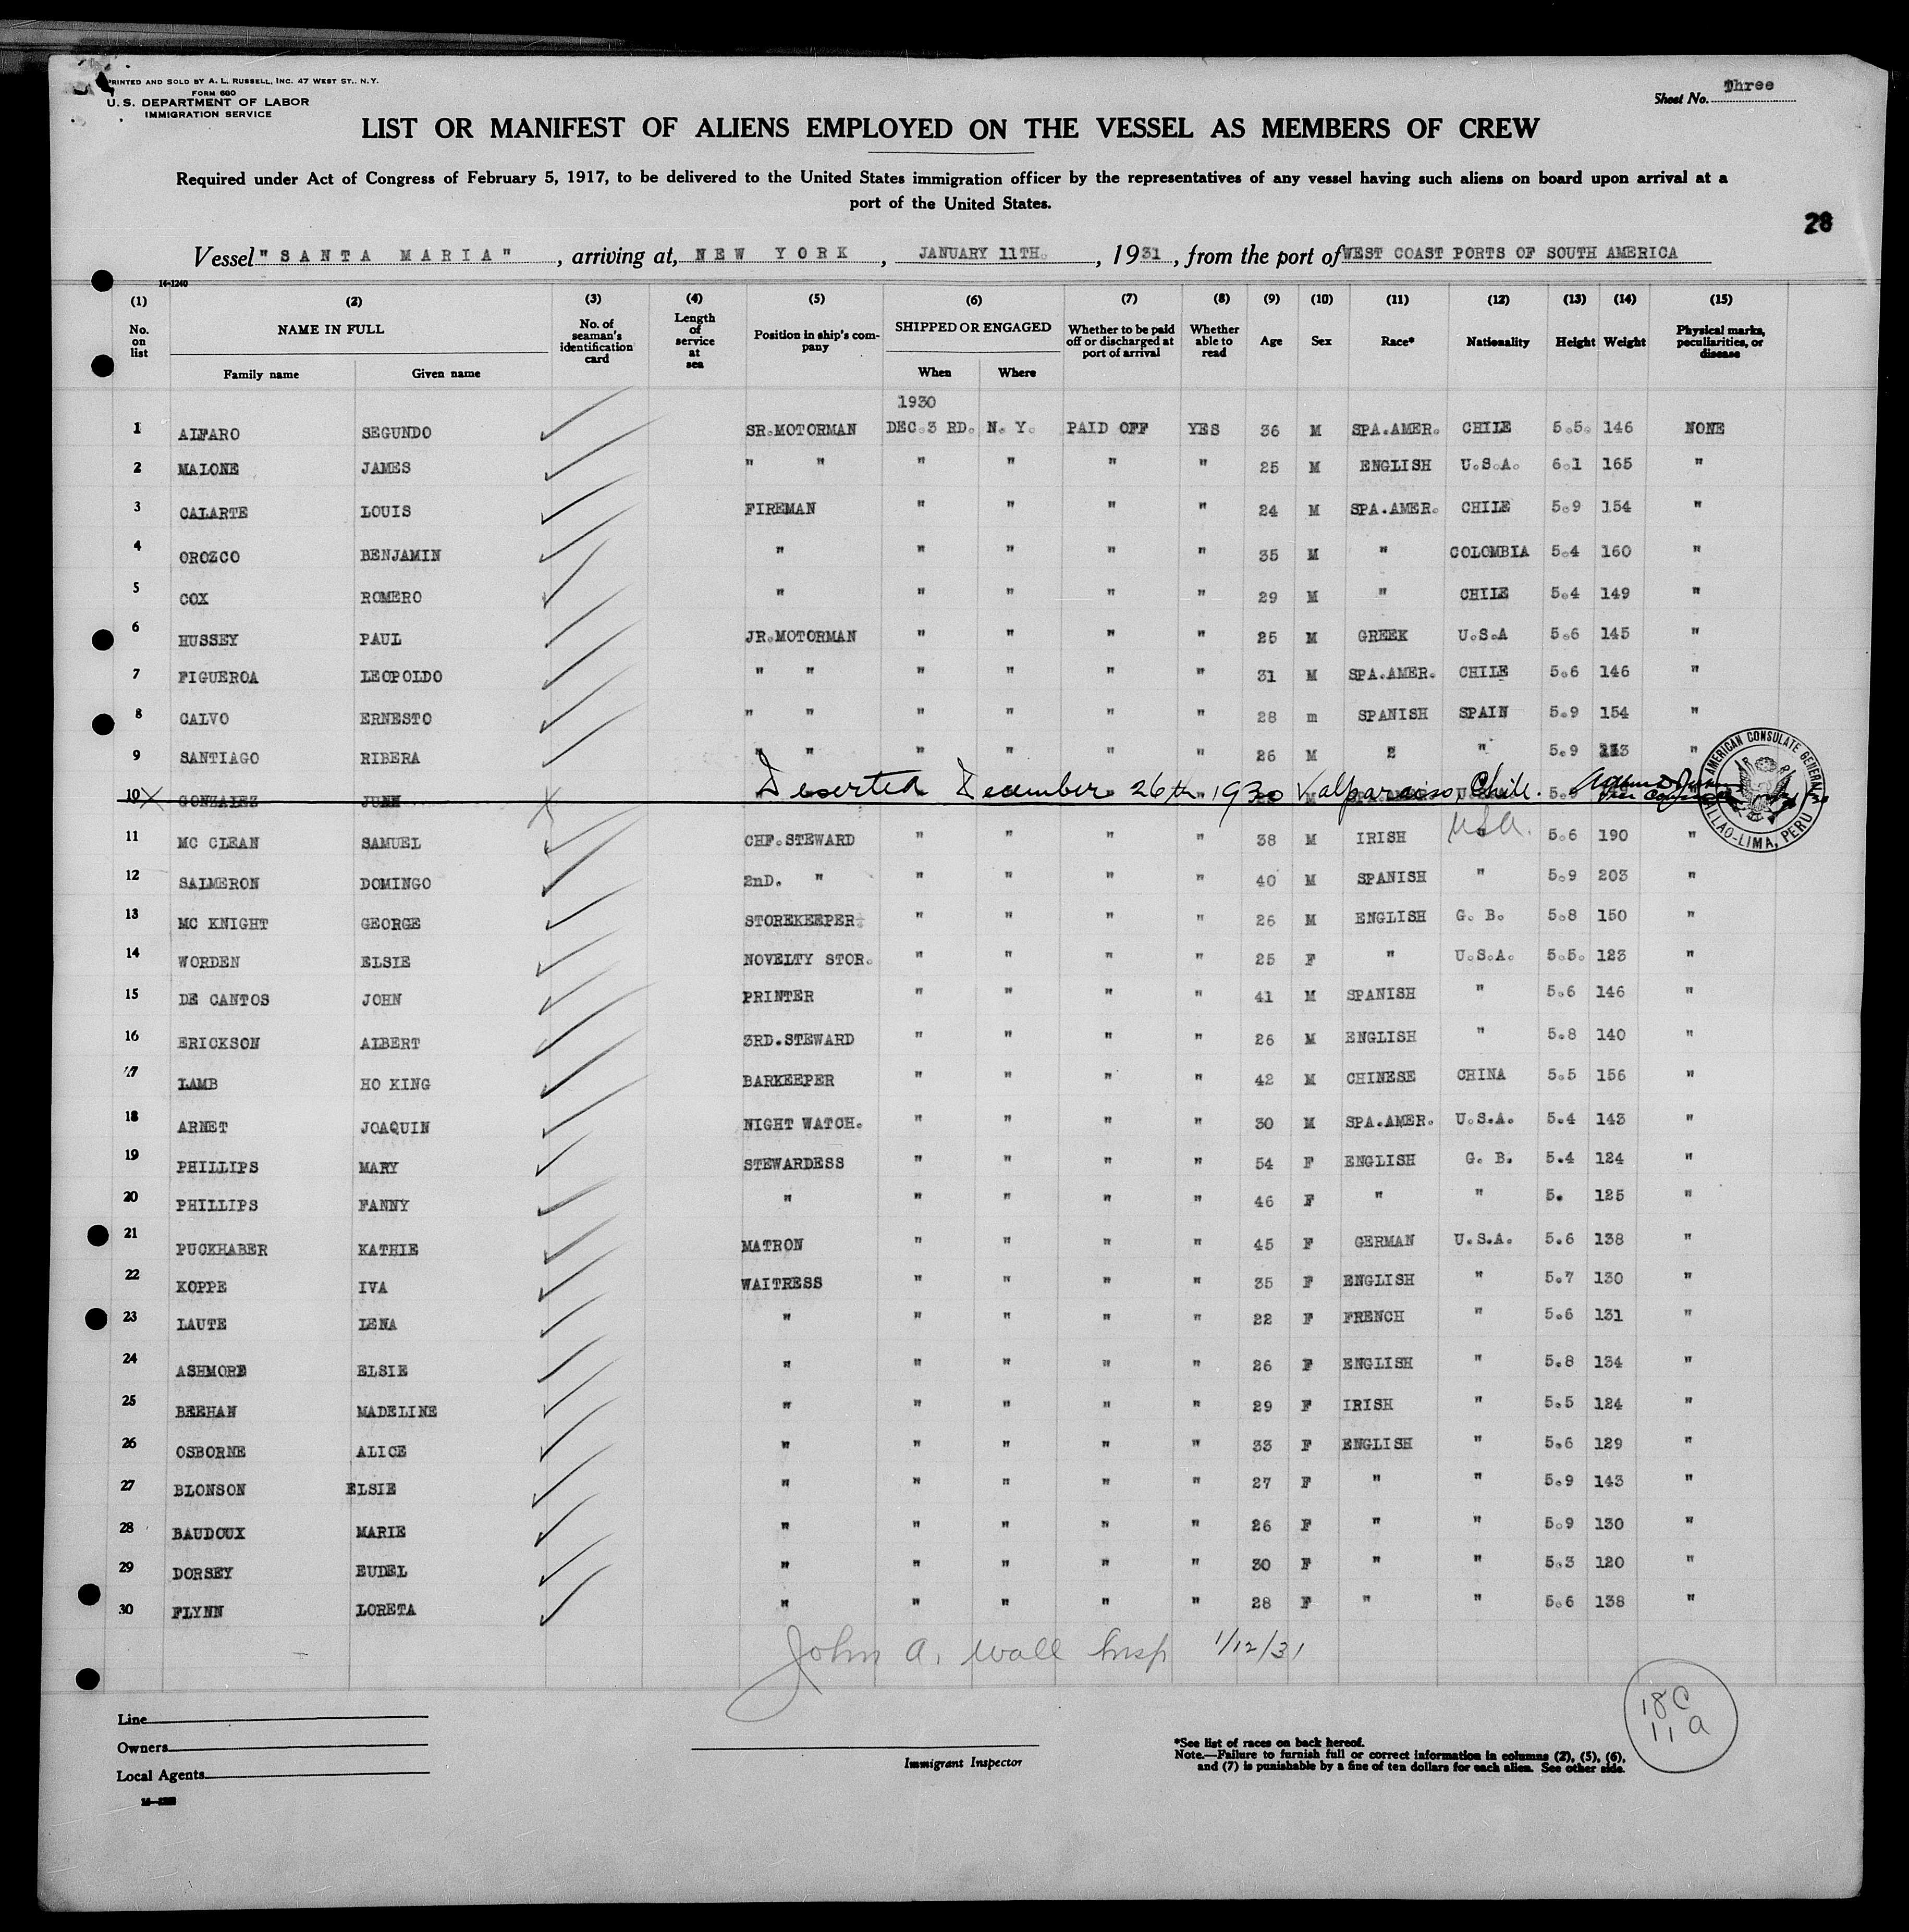 PRINTED AND SOLD BY A. L. RUSSELL, INC. 47 WEST ST., N.Y.
FORM 680
U. S. DEPARTMENT OF LABOR
IMMIGRATION SERVICE
Sheet No. Three
LIST OR MANIFEST OF ALIENS EMPLOYED ON THE VESSEL AS MEMBERS OF CREW
Required under Act of Congress of February 5, 1917, to be delivered to the United States immigration officer by the representatives of any vessel having such aliens on board upon arrival at a
port of the United States.
28
Vessel "SANTA MARIA", arriving at, NEW YORK, JANUARY 11TH., 1931, from the port of WEST COAST PORTS OF SOUTH AMERICA
14-1240
(1) (2) (3) (4) (5) (6) (7) (8) (9) (10) (11) (12) (13) (14) (15)
No. on list NAME IN FULL No. of seaman's identification card Length of service at sea Position in ship's company SHIPPED OR ENGAGED Whether to be paid off or discharged at port of arrival Whether able to read Age Sex Race* Nationality Height Weight Physical marks, peculiarities, or disease
Family name Given name When Where
1930
1 ALFARO SEGUNDO SR.MOTORMAN DEC.3 RD. N. Y. PAID OFF YES 36 M SPA.AMER. CHILE 5.5. 146 NONE
2 MALONE JAMES " " " " " " 25 M ENGLISH U.S.A. 6.1 165 "
3 CALARTE LOUIS FIREMAN " " " " 24 M SPA.AMER. CHILE 5.9 154 "
4 OROZCO BENJAMIN " " " " " 35 M " COLOMBIA 5.4 160 "
5 COX ROMERO " " " " " 29 M " CHILE 5.4 149 "
6 HUSSEY PAUL JR.MOTORMAN " " " " 25 M GREEK U.S.A 5.6 145 "
7 FIGUEROA LEOPOLDO " " " " " " 31 M SPA.AMER. CHILE 5.6 146 "
8 CALVO ERNESTO " " " " " " 28 m SPANISH SPAIN 5.9 154 "
9 SANTIAGO RIBERA " " " " " " 26 M " 5.9 "
10 X GONZALEZ X Deserted December 26th 1930 Valparaiso, Chile.
AMERICAN CONSULATE GENERAL CALLAO-LIMA, PERU
11 MC CLEAN SAMUEL CHF.STEWARD " " " 38 M IRISH USA. 5.6 190 "
12 SALMERON DOMINGO 2nD. " " " " " 40 M SPANISH " 5.9 203 "
13 MC KNIGHT GEORGE STOREKEEPER " " " " 26 M ENGLISH G. B. 5.8 150 "
14 WORDEN ELSIE NOVELTY STOR. " " " " 25 F " U.S.A. 5.5. 123 "
15 DE CANTOS JOHN PRINTER " " " " 41 M SPANISH " 5.6 146 "
16 ERICKSON ALBERT 3RD.STEWARD " " " " 26 M ENGLISH " 5.8 140 "
17 LAMB HO KING BARKEEPER " " " " 42 M CHINESE CHINA 5.5 156 "
18 ARNET JOAQUIN NIGHT WATCH. " " " " 30 M SPA.AMER. U.S.A. 5.4 143 "
19 PHILLIPS MARY STEWARDESS " " " " 54 F ENGLISH G. B. 5.4 124 "
20 PHILLIPS FANNY " " " " " 46 F " " 5. 125 "
21 PUCKHABER KATHIE MATRON " " " " 45 F GERMAN U.S.A. 5.6 138 "
22 KOPPE IVA WAITRESS " " " " 35 F ENGLISH " 5.7 130 "
23 LAUTE LENA " " " " " 22 F FRENCH " 5.6 131 "
24 ASHMORE ELSIE " " " " " 26 F ENGLISH " 5.8 134 "
25 BEEHAN MADELINE " " " " " 29 F IRISH " 5.5 124 "
26 OSBORNE ALICE " " " " " 33 F ENGLISH " 5.6 129 "
27 BLONSON ELSIE " " " " " 27 F " " 5.9 143 "
28 BAUDOUX MARIE " " " " " 26 F " " 5.9 130 "
29 DORSEY EUDEL " " " " " 30 F " " 5.3 120 "
30 FLYNN LORETA " " " " " 28 F " " 5.6 138 "
John A. Wall Insp 1/12/31
18 C
11 a
Line
Owners
Local Agents
Immigrant Inspector
*See list of races on back hereof.
Note.—Failure to furnish full or correct information in columns (2), (5), (6),
and (7) is punishable by a fine of ten dollars for each alien. See other side.